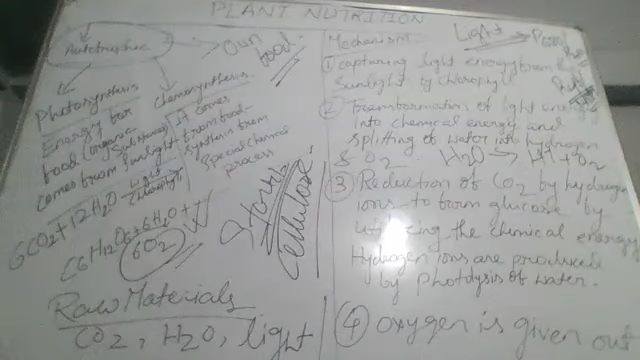 PLANT NUTRITION
Autotrophic
Own
food
Photosynthesis
Energy for
food (organic
Substances)
comes from Sunlight
Chemosynthesis
It comes
from food
synthesis from
Special chemical
process
6CO2 + 12H2O Light
Chloroplyl
C6H12O6 + 6H2O +
6O2
Starch
Cellulose
Raw Materials
CO2, H2O, light
Mechanism
Light
① capturing light energy from
Sunlight by chlorophyll
② Transformation of light energy
into chemical energy and
splitting of water into hydrogen
& O2 H2O → H+ + O2
③ Reduction of CO2 by hydrogen
ions to form glucose by
utilizing the chemical energy
Hydrogen ions are produced
by photolysis of water.
④ oxygen is given out